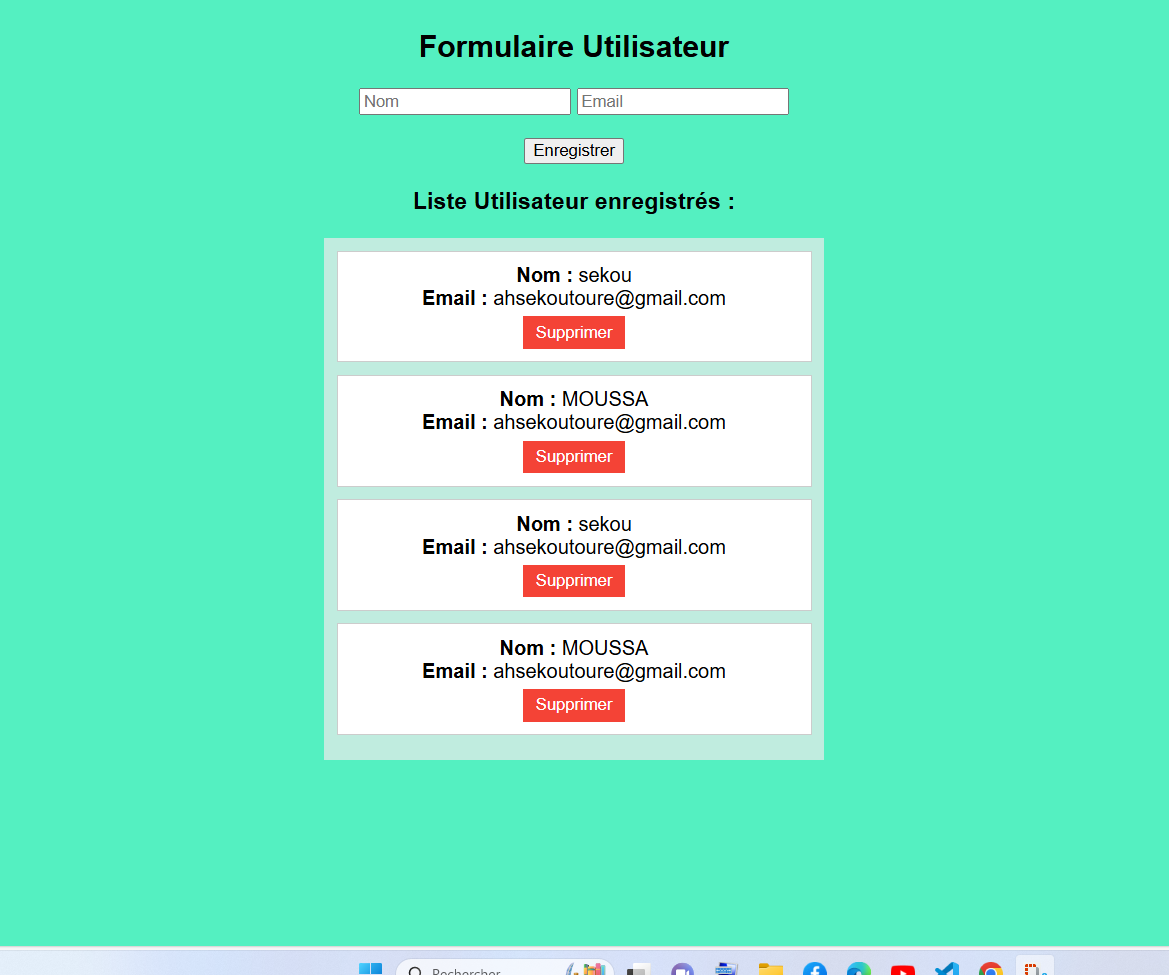 Formulaire Utilisateur
Nom Email
Enregistrer
Liste Utilisateur enregistrés :
Nom : sekou
Email : ahsekoutoure@gmail.com
Supprimer
Nom : MOUSSA
Email : ahsekoutoure@gmail.com
Supprimer
Nom : sekou
Email : ahsekoutoure@gmail.com
Supprimer
Nom : MOUSSA
Email : ahsekoutoure@gmail.com
Supprimer
Rechercher